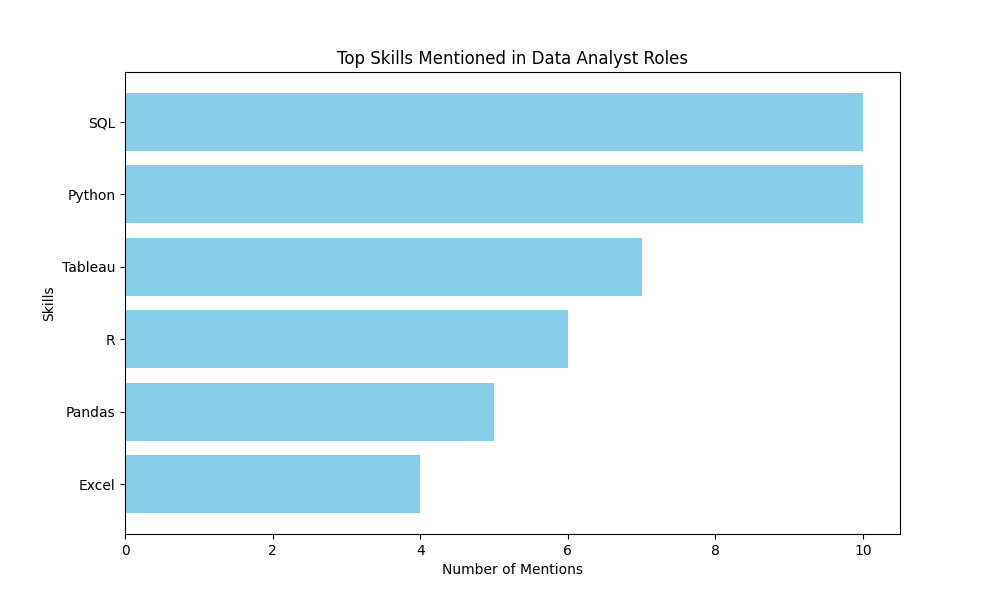 Top Skills Mentioned in Data Analyst Roles
SQL
Python
Tableau
R
Pandas
Excel
Skills
0 2 4 6 8 10
Number of Mentions